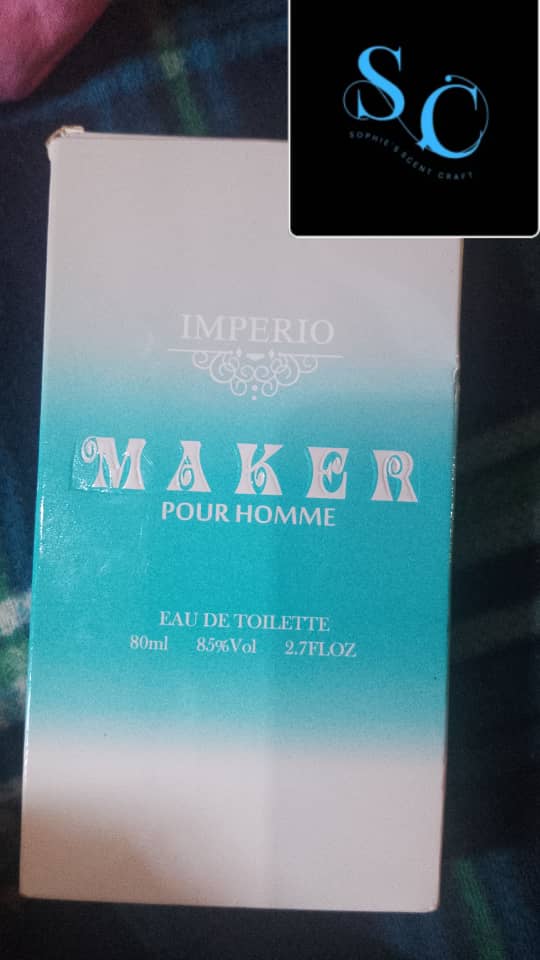 SC
SOPHIE'S SCENT CRAFT
IMPERIO
MAKER
POUR HOMME
EAU DE TOILETTE
80ml 85%Vol 2.7FLOZ